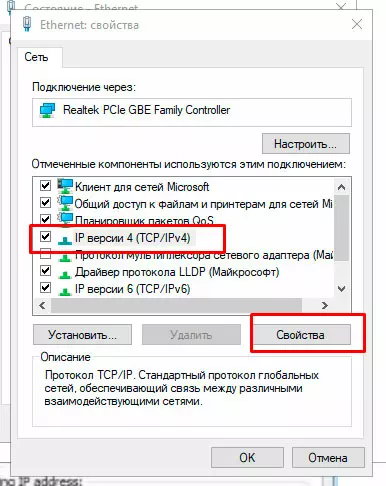 Состояние - Ethernet
Ethernet: свойства
Сеть
Подключение через:
Realtek PCIe GBE Family Controller
Настроить...
Отмеченные компоненты используются этим подключением:
Клиент для сетей Microsoft
Общий доступ к файлам и принтерам для сетей Mi
Планировщик пакетов QoS
IP версии 4 (TCP/IPv4)
Протокол мультиплексора сетевого адаптера (Май
Драйвер протокола LLDP (Майкрософт)
IP версии 6 (TCP/IPv6)
Установить...
Удалить
Свойства
Описание
Протокол TCP/IP. Стандартный протокол глобальных
сетей, обеспечивающий связь между различными
взаимодействующими сетями.
OK
Отмена
IP address: